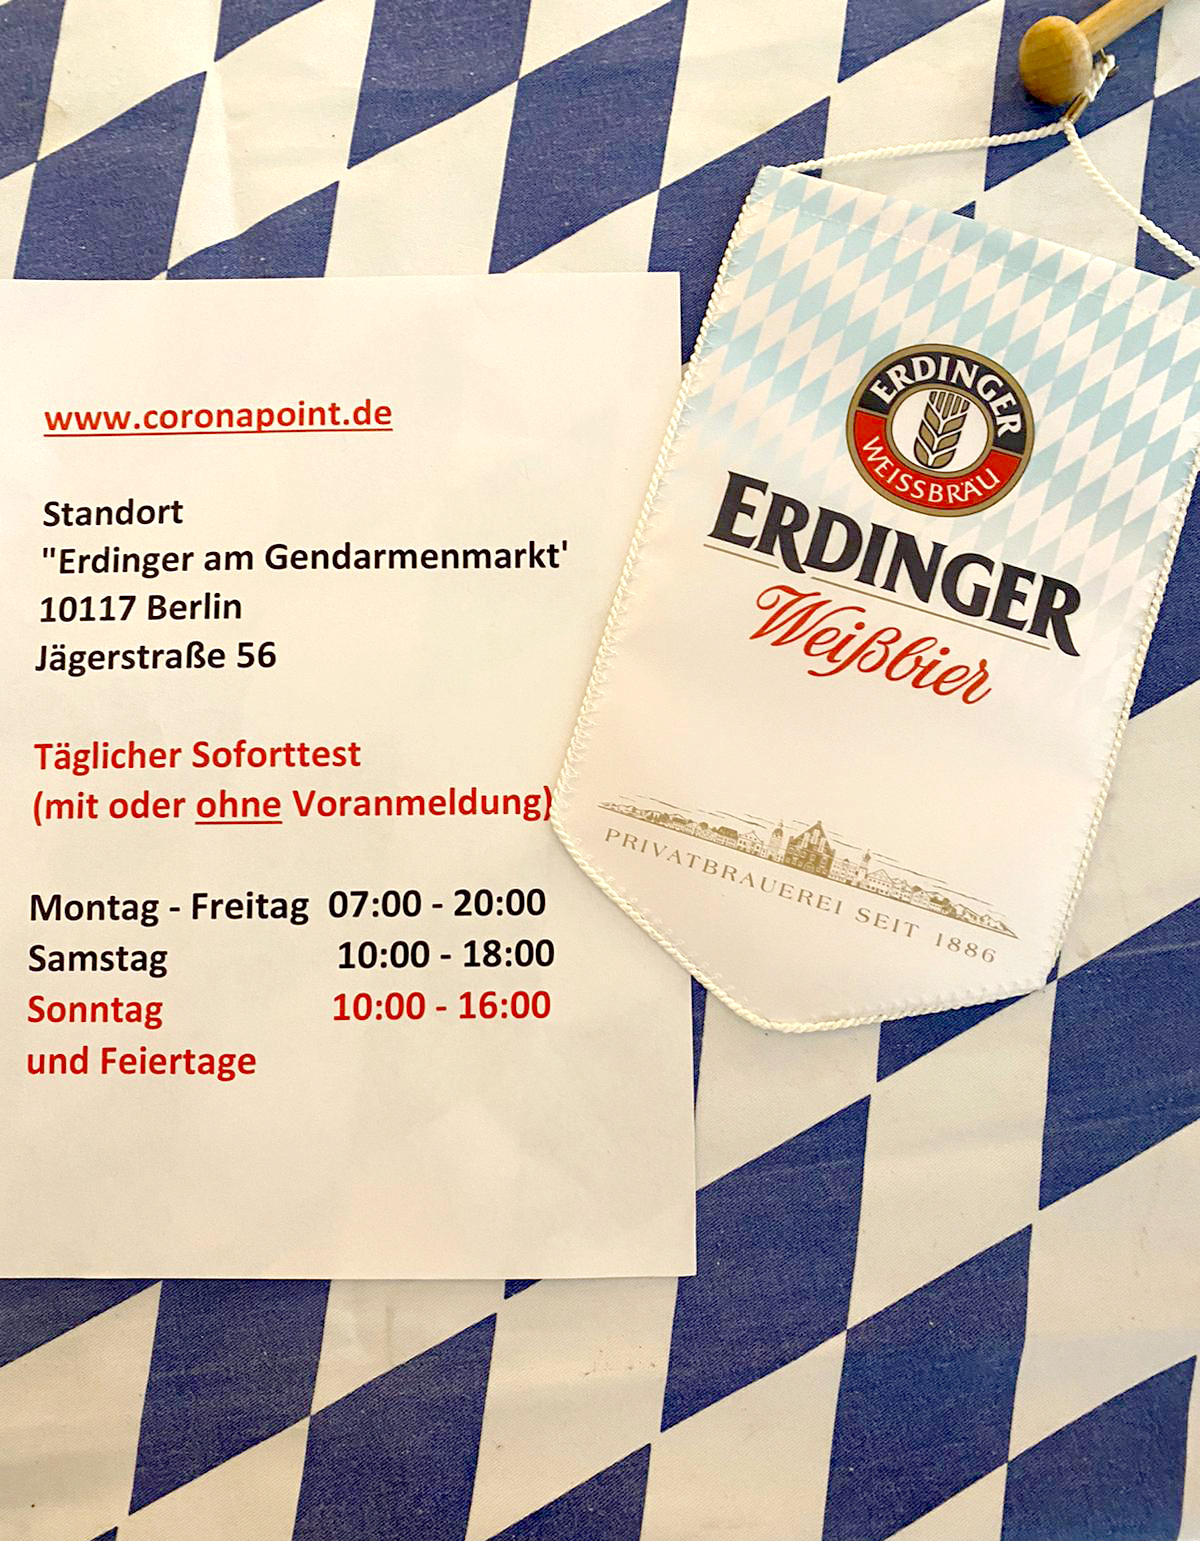 www.coronapoint.de
Standort
"Erdinger am Gendarmenmarkt'
10117 Berlin
Jägerstraße 56
Täglicher Soforttest
(mit oder ohne Voranmeldung)
Montag - Freitag 07:00 - 20:00
Samstag 10:00 - 18:00
Sonntag 10:00 - 16:00
und Feiertage
ERDINGER
WEISSBRÄU
ERDINGER
Weißbier
PRIVATBRAUEREI SEIT 1886